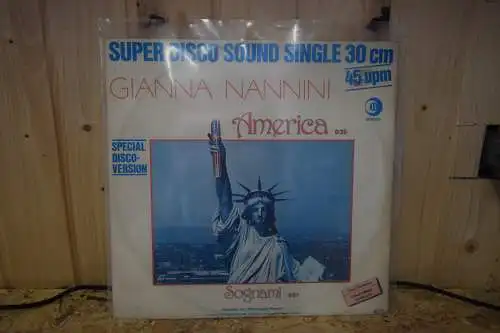 SUPER DISCO SOUND SINGLE 30 cm
45 upm
GIANNA NANNINI
America
SPECIAL
DISCO-
VERSION
Sognami